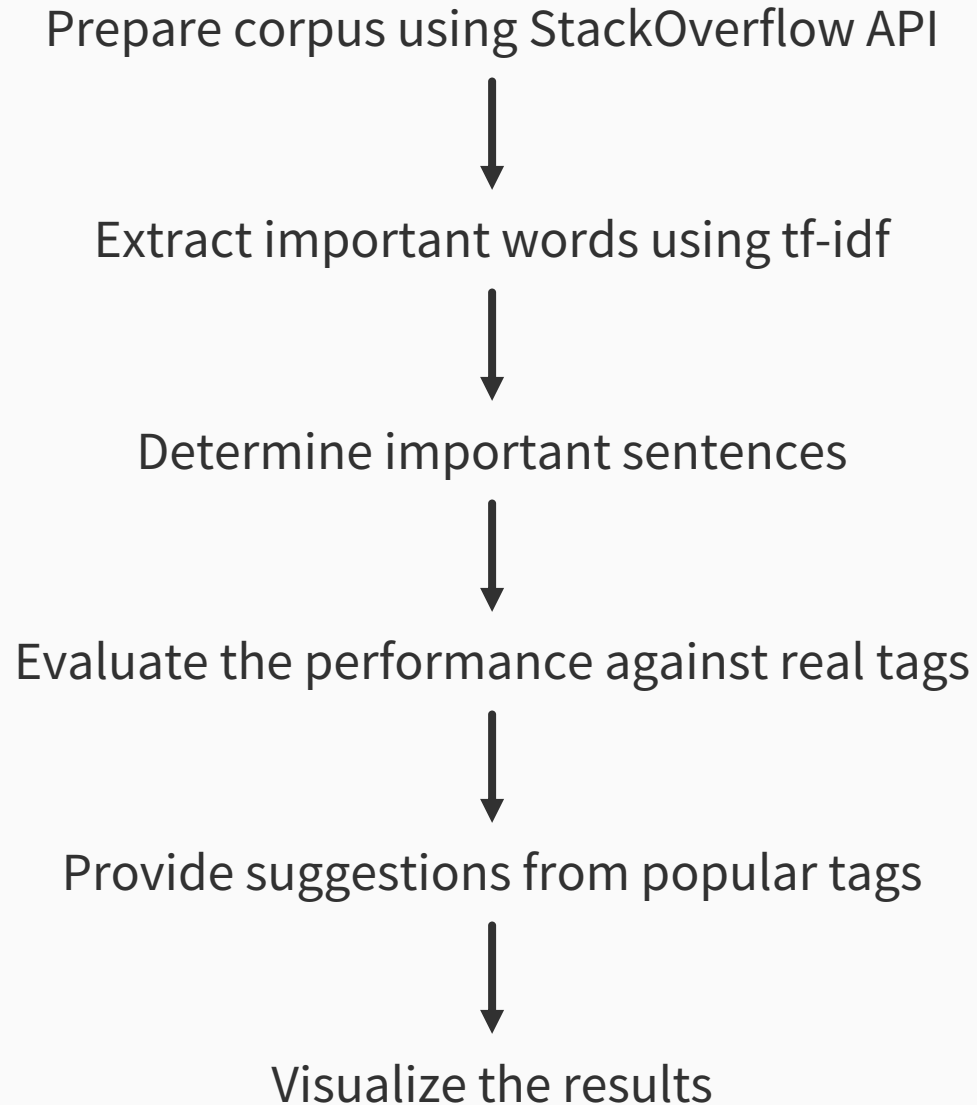 Prepare corpus using StackOverflow API
Extract important words using tf-idf
Determine important sentences
Evaluate the performance against real tags
Provide suggestions from popular tags
Visualize the results